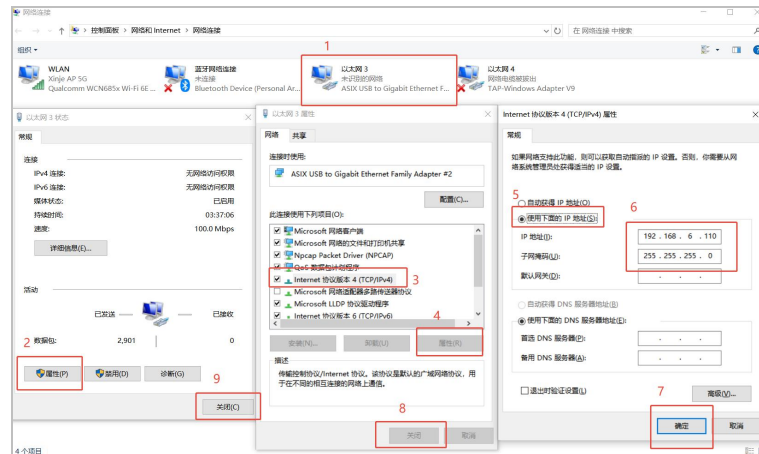 网络连接
控制面板 > 网络和 Internet > 网络连接
在 网络连接 中搜索
组织
1
WLAN
Xinje AP 5G
Qualcomm WCN685x Wi-Fi 6E ...
蓝牙网络连接
未连接
Bluetooth Device (Personal Ar...
以太网 3
未识别的网络
ASIX USB to Gigabit Ethernet F...
以太网 4
网络电缆被拔出
TAP-Windows Adapter V9
以太网 3 状态
常规
连接
IPv4 连接: 无网络访问权限
IPv6 连接: 无网络访问权限
媒体状态: 已启用
持续时间: 03:37:06
速度: 100.0 Mbps
详细信息(E)...
活动
已发送 — — 已接收
2
数据包: 2,901 | 0
属性(P)
禁用(D)
诊断(G)
9
关闭(C)
以太网 3 属性
网络 共享
连接时使用:
ASIX USB to Gigabit Ethernet Family Adapter #2
配置(C)...
此连接使用下列项目(O):
Microsoft 网络客户端
Microsoft 网络的文件和打印机共享
Npcap Packet Driver (NPCAP)
QoS 数据包计划程序
Internet 协议版本 4 (TCP/IPv4)
3
Microsoft 网络适配器多路传送器协议
Microsoft LLDP 协议驱动程序
Internet 协议版本 6 (TCP/IPv6)
4
安装(N)...
卸载(U)
属性(R)
描述
传输控制协议/Internet 协议。该协议是默认的广域网络协议，用
于在不同的相互连接的网络上通信。
8
关闭
取消
Internet 协议版本 4 (TCP/IPv4) 属性
常规
如果网络支持此功能，则可以获取自动指派的 IP 设置。否则，你需要从网
络系统管理员处获得适当的 IP 设置。
5
自动获得 IP 地址(O)
6
使用下面的 IP 地址(S):
IP 地址(I): 192 . 168 . 6 . 110
子网掩码(U): 255 . 255 . 255 . 0
默认网关(D): . . .
自动获得 DNS 服务器地址(B)
使用下面的 DNS 服务器地址(E):
首选 DNS 服务器(P): . . .
备用 DNS 服务器(A): . . .
退出时验证设置(L)
高级(V)...
7
确定
取消
4 个项目